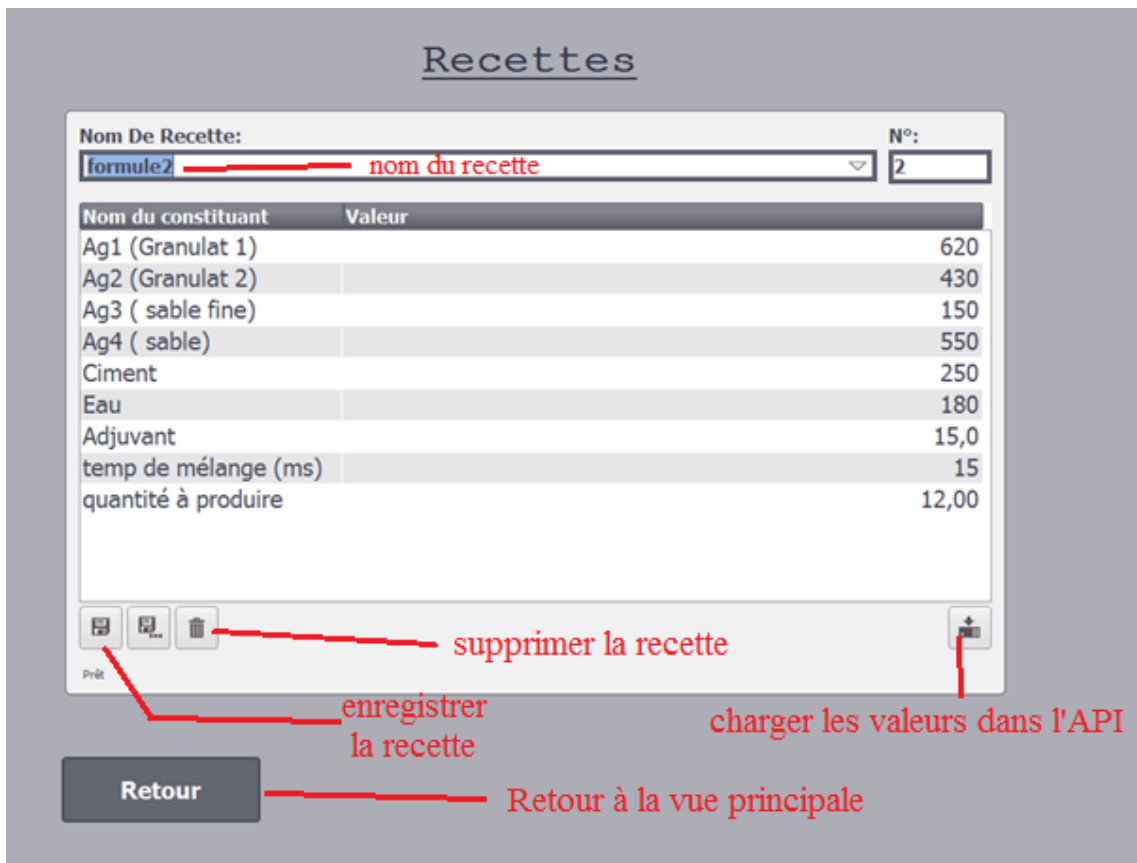 Recettes
Nom De Recette: N°:
formule2 nom du recette 2
Nom du constituant Valeur
Ag1 (Granulat 1) 620
Ag2 (Granulat 2) 430
Ag3 ( sable fine) 150
Ag4 ( sable) 550
Ciment 250
Eau 180
Adjuvant 15,0
temp de mélange (ms) 15
quantité à produire 12,00
supprimer la recette
Prêt
enregistrer
la recette
charger les valeurs dans l'API
Retour
Retour à la vue principale